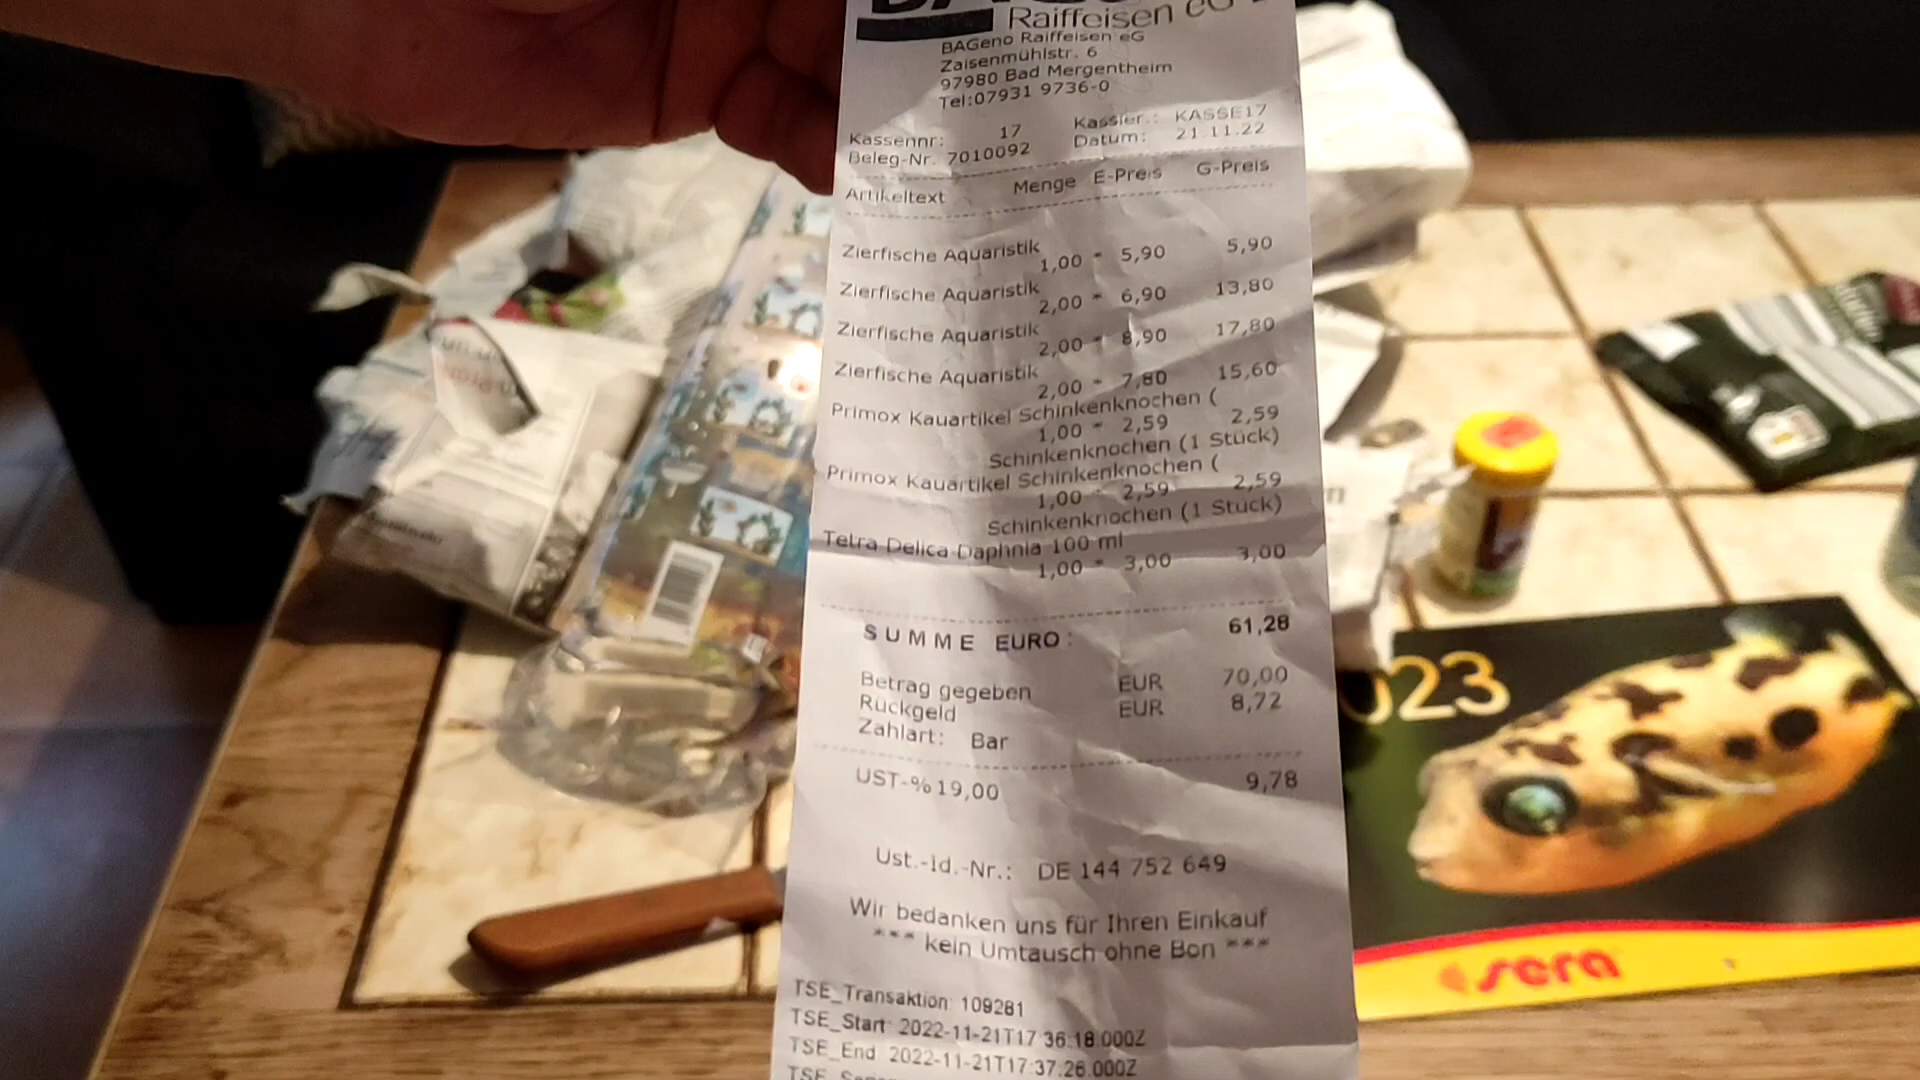 Raiffeisen eG
BAGeno Raiffeisen eG
Zaisenmühlstr. 6
97980 Bad Mergentheim
Tel:07931 9736-0
Kassennr: 17 Kassier.: KASSE17
Beleg-Nr. 7010092 Datum: 21.11.22
Artikeltext Menge E-Preis G-Preis
Zierfische Aquaristik
1,00 * 5,90 5,90
Zierfische Aquaristik
2,00 * 6,90 13,80
Zierfische Aquaristik
2,00 * 8,90 17,80
Zierfische Aquaristik
2,00 * 7,80 15,60
Primox Kauartikel Schinkenknochen (
1,00 * 2,59 2,59
Schinkenknochen (1 Stück)
Primox Kauartikel Schinkenknochen (
1,00 * 2,59 2,59
Schinkenknochen (1 Stück)
Tetra Delica Daphnia 100 ml
1,00 * 3,00 3,00
SUMME EURO: 61,28
Betrag gegeben EUR 70,00
Rückgeld EUR 8,72
Zahlart: Bar
UST-% 19,00 9,78
Ust.-Id.-Nr.: DE 144 752 649
Wir bedanken uns für Ihren Einkauf
*** kein Umtausch ohne Bon ***
TSE_Transaktion: 109281
TSE_Start: 2022-11-21T17:36:18.000Z
TSE_End: 2022-11-21T17:37:26.000Z
023
sera